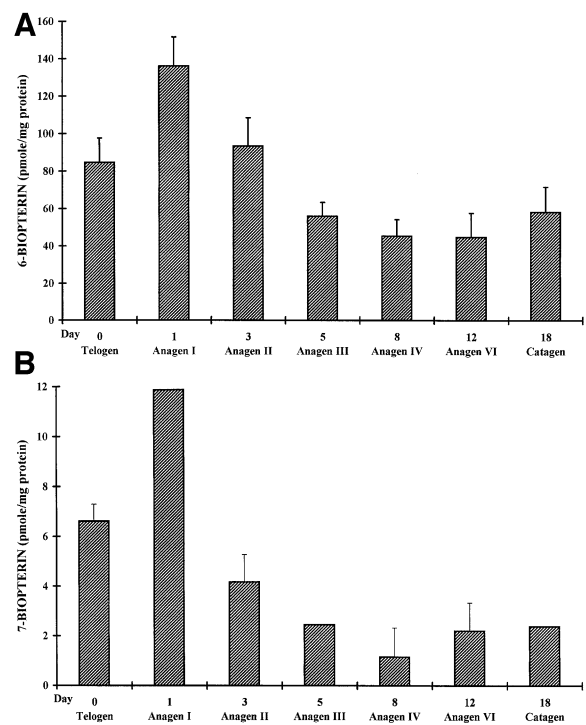 A
160
140
120
100
80
60
40
20
0
6-BIOPTERIN (pmole/mg protein)
Day 0 1 3 5 8 12 18
Telogen Anagen I Anagen II Anagen III Anagen IV Anagen VI Catagen
B
12
10
8
6
4
2
0
7-BIOPTERIN (pmole/mg protein)
Day 0 1 3 5 8 12 18
Telogen Anagen I Anagen II Anagen III Anagen IV Anagen VI Catagen